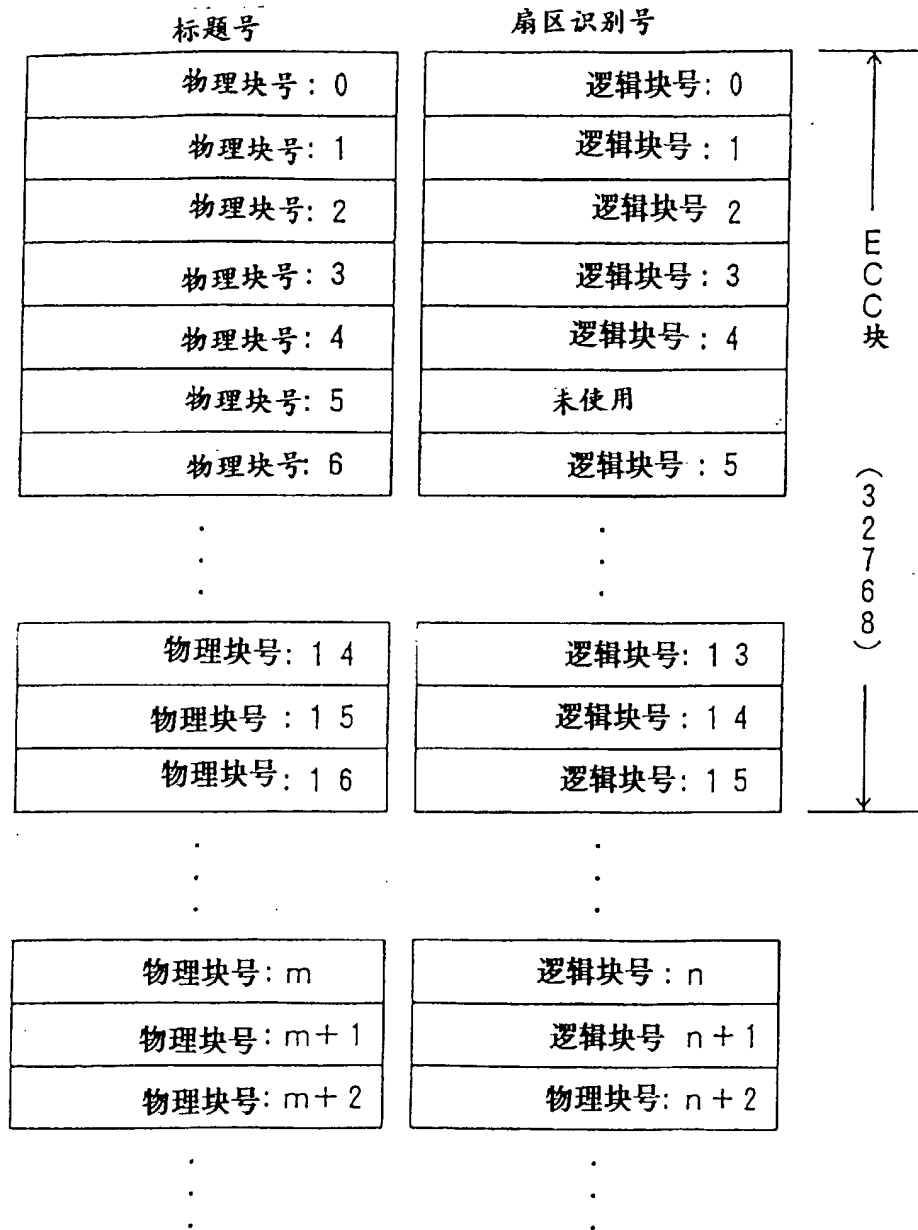 标题号
扇区识别号
物理块号: 0
逻辑块号: 0
物理块号: 1
逻辑块号: 1
物理块号: 2
逻辑块号 2
物理块号: 3
逻辑块号: 3
物理块号: 4
逻辑块号: 4
物理块号: 5
未使用
物理块号: 6
逻辑块号: 5
物理块号: 14
逻辑块号: 13
物理块号: 15
逻辑块号: 14
物理块号: 16
逻辑块号: 15
ECC块
(32768)
物理块号: m
逻辑块号: n
物理块号: m+1
逻辑块号 n+1
物理块号: m+2
物理块号: n+2